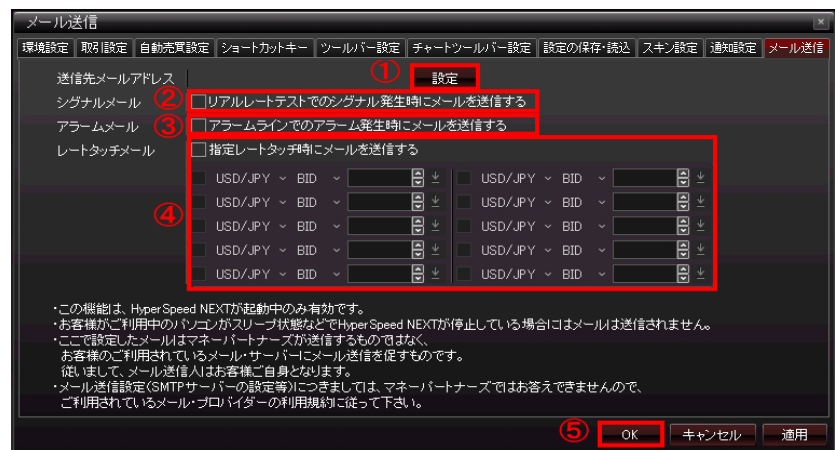 メール送信
環境設定 取引設定 自動売買設定 ショートカットキー ツールバー設定 チャートツールバー設定 設定の保存・読込 スキン設定 通知設定 メール送信
送信先メールアドレス ① 設定
シグナルメール ② リアルレートテストでのシグナル発生時にメールを送信する
アラームメール ③ アラームラインでのアラーム発生時にメールを送信する
レートタッチメール 指定レートタッチ時にメールを送信する
USD/JPY BID USD/JPY BID
USD/JPY BID USD/JPY BID
④ USD/JPY BID USD/JPY BID
USD/JPY BID USD/JPY BID
USD/JPY BID USD/JPY BID
・この機能は、HyperSpeed NEXTが起動中のみ有効です。
・お客様がご利用中のパソコンがスリープ状態などでHyperSpeed NEXTが停止している場合にはメールは送信されません。
・ここで設定したメールはマネーパートナーズが送信するものではなく、
お客様のご利用されているメール・サーバーにメール送信を促すものです。
従いまして、メール送信人はお客様ご自身となります。
・メール送信設定(SMTPサーバーの設定等)につきましては、マネーパートナーズではお答えできませんので、
ご利用されているメール・プロバイダーの利用規約に従って下さい。
⑤ OK キャンセル 適用